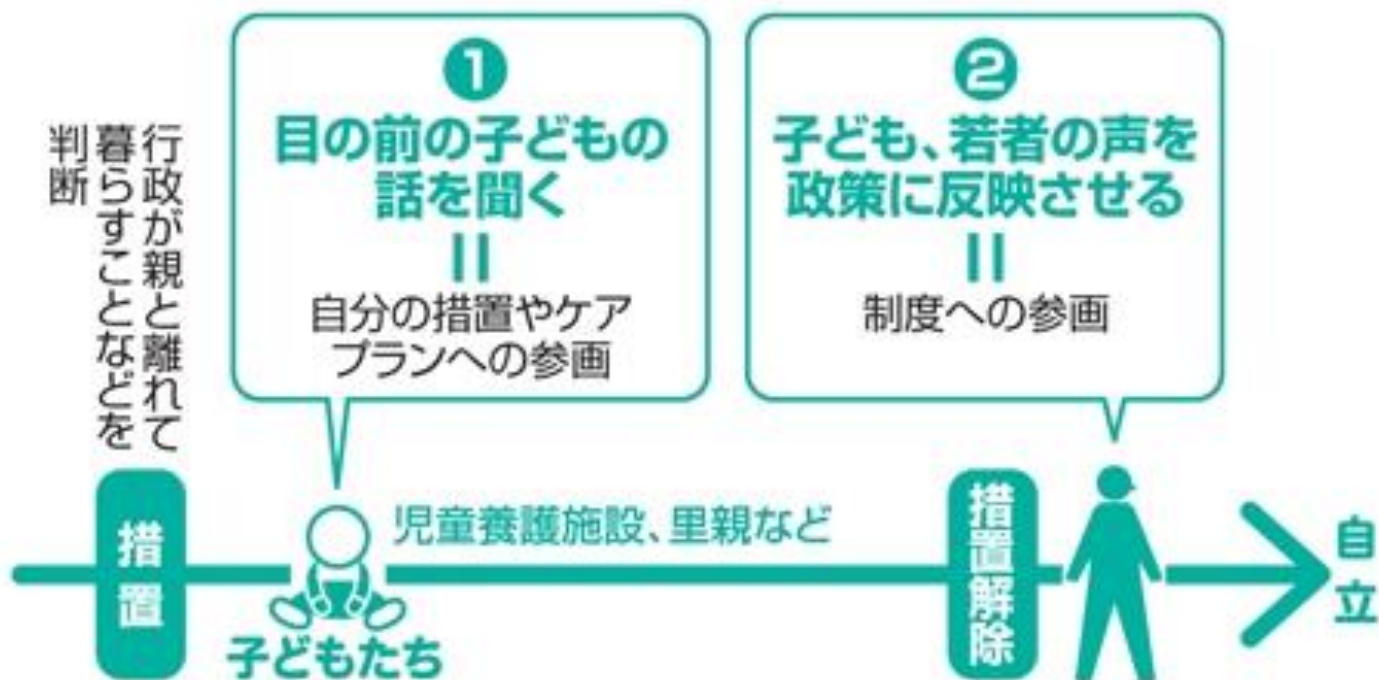 行政が親と離れて
暮らすことなどを
判断
❶
目の前の子どもの
話を聞く
=
自分の措置やケア
プランへの参画
❷
子ども、若者の声を
政策に反映させる
=
制度への参画
措置
子どもたち
児童養護施設、里親など
措置解除
自立